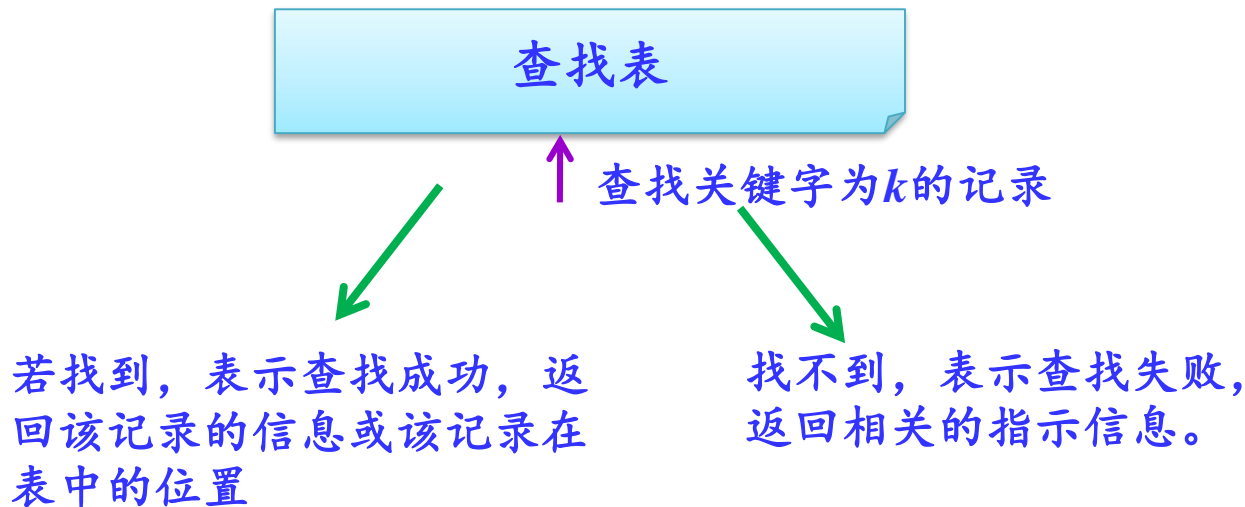 查找表
查找关键字为k的记录
若找到，表示查找成功，返
回该记录的信息或该记录在
表中的位置
找不到，表示查找失败，
返回相关的指示信息。